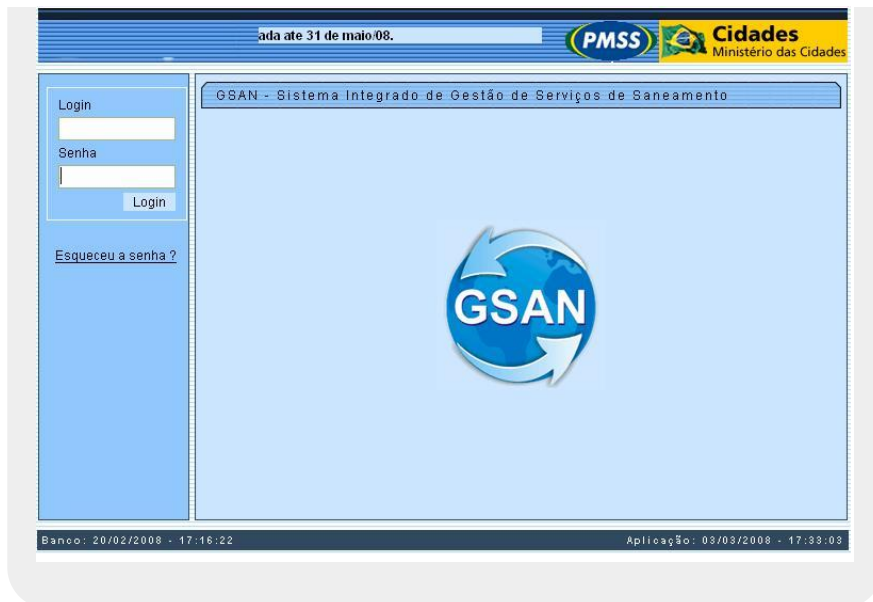 ada ate 31 de maio/08.
PMSS
Cidades
Ministério das Cidades
Login
Senha
Login
Esqueceu a senha ?
GSAN - Sistema Integrado de Gestão de Serviços de Saneamento
GSAN
Banco: 20/02/2008 - 17:16:22
Aplicação: 03/03/2008 - 17:33:03